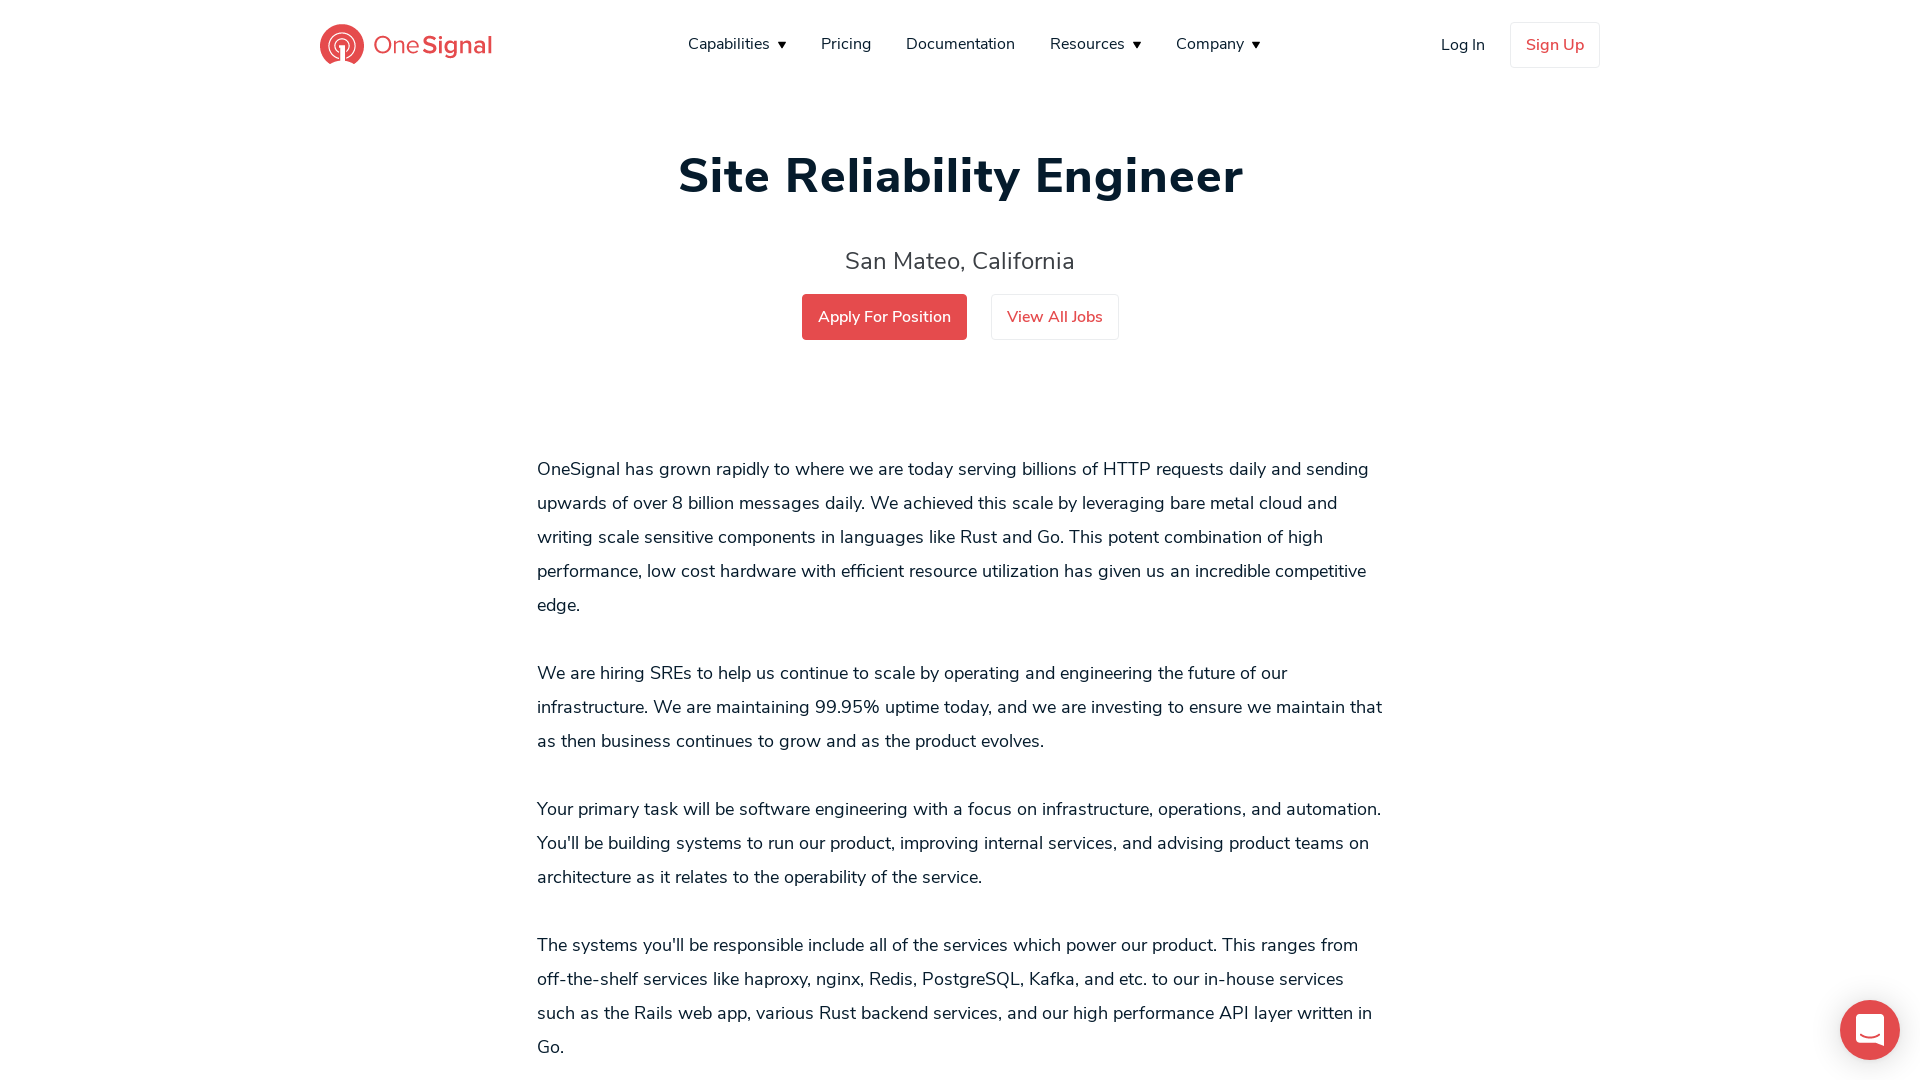 OneSignal
Capabilities ▼ Pricing Documentation Resources ▼ Company ▼
Log In Sign Up
Site Reliability Engineer
San Mateo, California
Apply For Position View All Jobs
OneSignal has grown rapidly to where we are today serving billions of HTTP requests daily and sending
upwards of over 8 billion messages daily. We achieved this scale by leveraging bare metal cloud and
writing scale sensitive components in languages like Rust and Go. This potent combination of high
performance, low cost hardware with efficient resource utilization has given us an incredible competitive
edge.
We are hiring SREs to help us continue to scale by operating and engineering the future of our
infrastructure. We are maintaining 99.95% uptime today, and we are investing to ensure we maintain that
as then business continues to grow and as the product evolves.
Your primary task will be software engineering with a focus on infrastructure, operations, and automation.
You'll be building systems to run our product, improving internal services, and advising product teams on
architecture as it relates to the operability of the service.
The systems you'll be responsible include all of the services which power our product. This ranges from
off-the-shelf services like haproxy, nginx, Redis, PostgreSQL, Kafka, and etc. to our in-house services
such as the Rails web app, various Rust backend services, and our high performance API layer written in
Go.